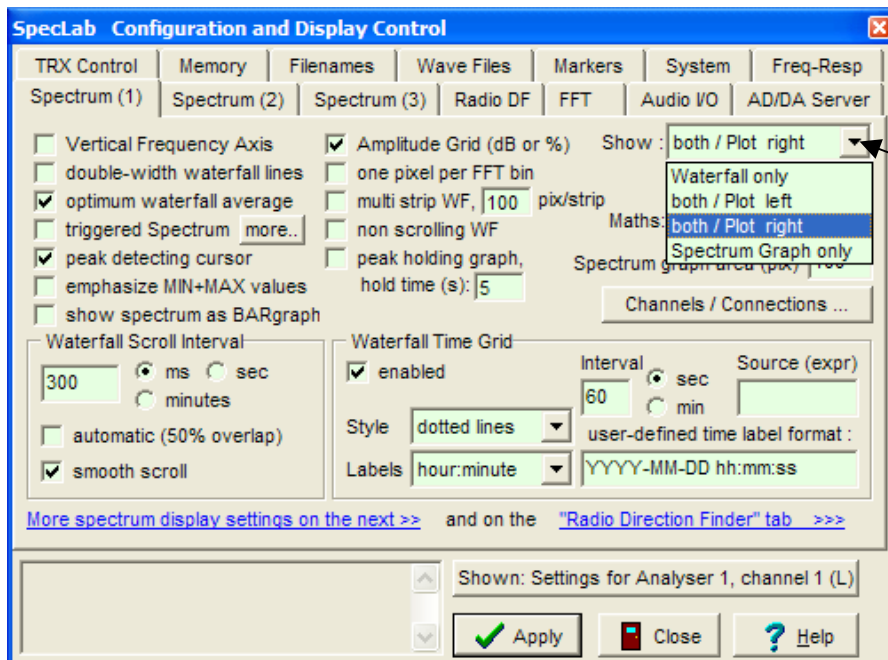 SpecLab Configuration and Display Control
TRX Control Memory Filenames Wave Files Markers System Freq-Resp
Spectrum (1) Spectrum (2) Spectrum (3) Radio DF FFT Audio I/O AD/DA Server
Vertical Frequency Axis
double-width waterfall lines
optimum waterfall average
triggered Spectrum more..
peak detecting cursor
emphasize MIN+MAX values
show spectrum as BARgraph
Amplitude Grid (dB or %)
one pixel per FFT bin
multi strip WF, 100 pix/strip
non scrolling WF
peak holding graph,
hold time (s): 5
Show : both / Plot right
Waterfall only
both / Plot left
both / Plot right
Spectrum Graph only
Maths:
Spectrum graph area (pix)
Channels / Connections ...
Waterfall Scroll Interval
300 ms sec
minutes
automatic (50% overlap)
smooth scroll
Waterfall Time Grid
enabled
Interval
60 sec
min
Source (expr)
Style dotted lines
user-defined time label format :
Labels hour:minute YYYY-MM-DD hh:mm:ss
More spectrum display settings on the next >> and on the "Radio Direction Finder" tab >>>
Shown: Settings for Analyser 1, channel 1 (L)
Apply Close Help